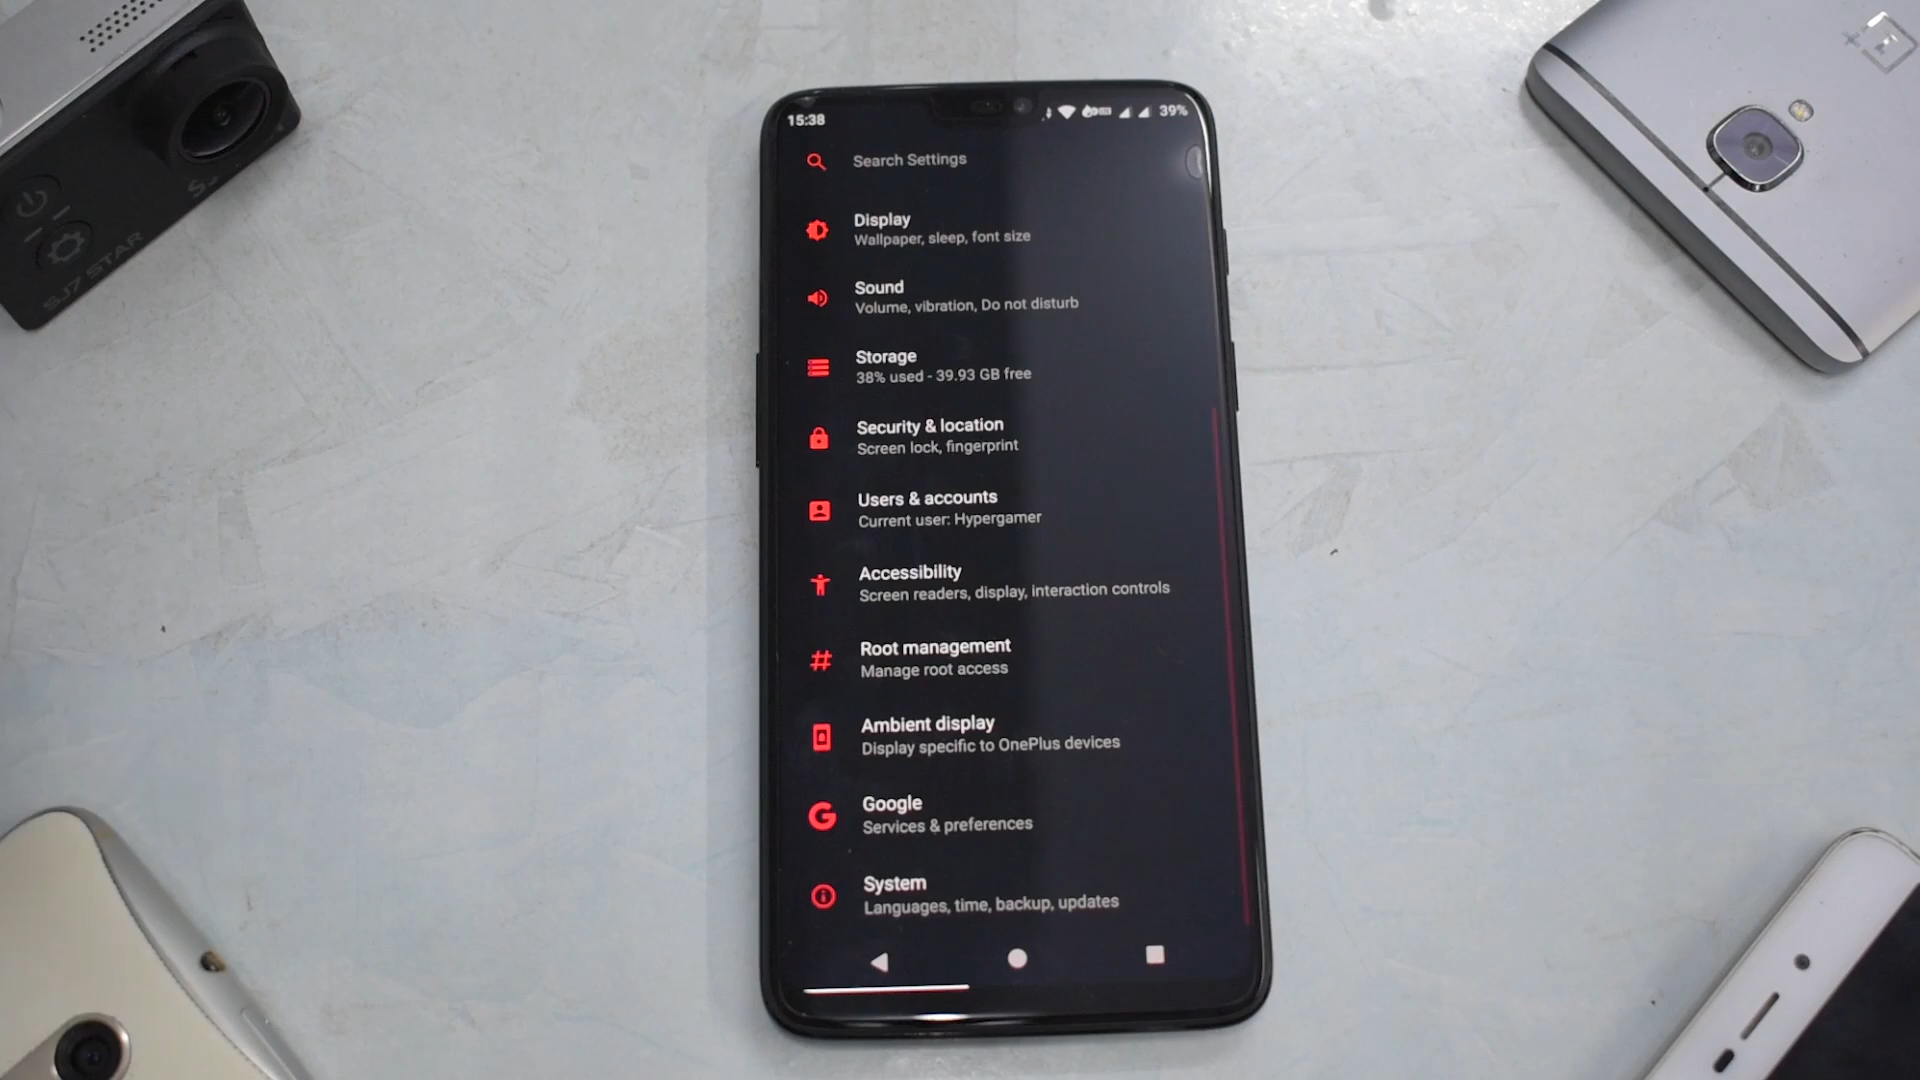 15:38
39%
Search Settings
Display
Wallpaper, sleep, font size
Sound
Volume, vibration, Do not disturb
Storage
38% used - 39.93 GB free
Security & location
Screen lock, fingerprint
Users & accounts
Current user: Hypergamer
Accessibility
Screen readers, display, interaction controls
Root management
Manage root access
Ambient display
Display specific to OnePlus devices
Google
Services & preferences
System
Languages, time, backup, updates
SJ7 STAR